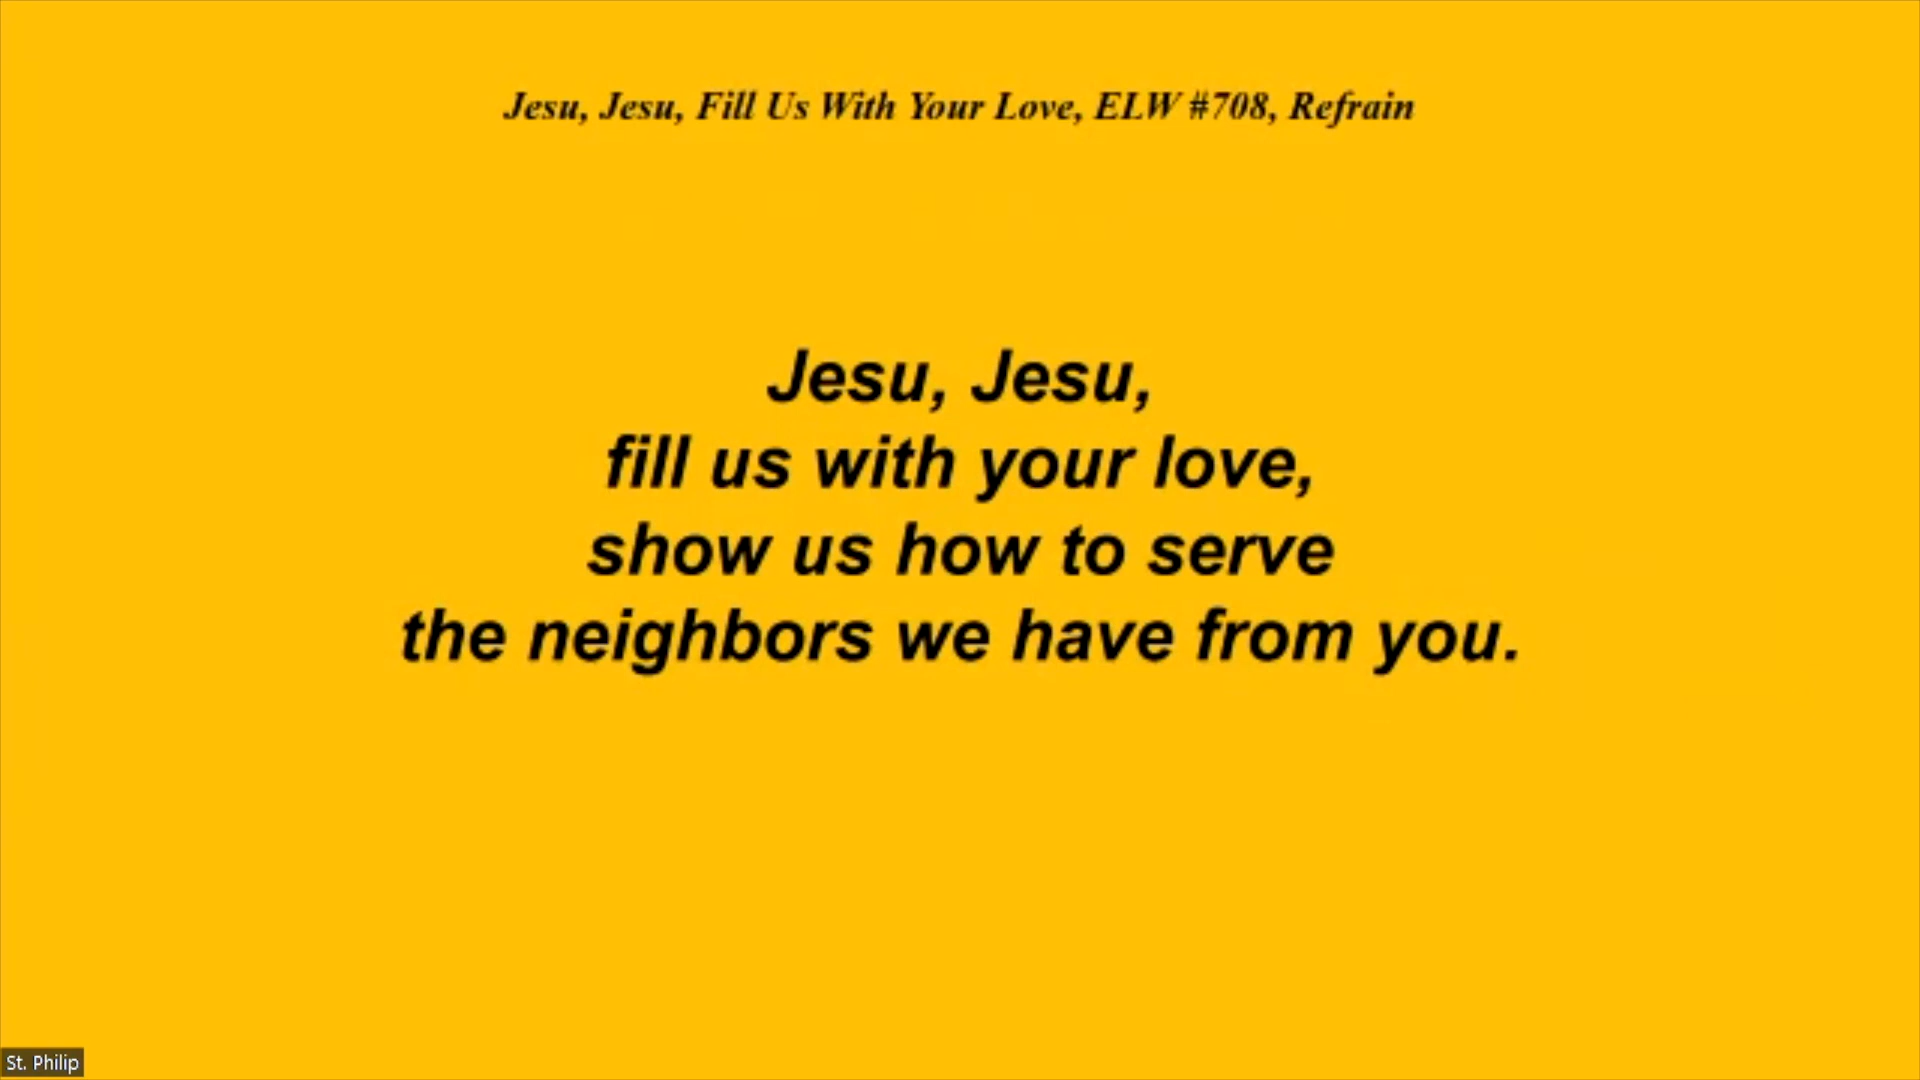 Jesu, Jesu, Fill Us With Your Love, ELW #708, Refrain
Jesu, Jesu,
fill us with your love,
show us how to serve
the neighbors we have from you.
St. Philip